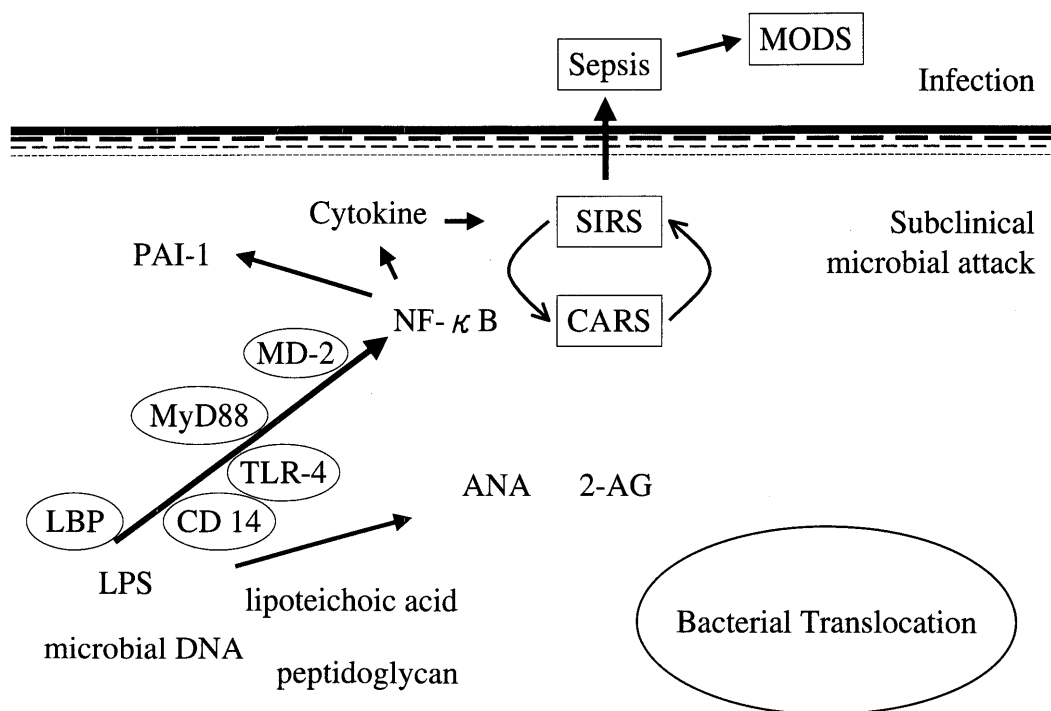 MODS
Sepsis
Infection
Cytokine
SIRS
Subclinical
microbial attack
PAI-1
NF-κB
CARS
MD-2
MyD88
TLR-4
ANA
2-AG
LBP
CD 14
LPS
lipoteichoic acid
Bacterial Translocation
microbial DNA
peptidoglycan